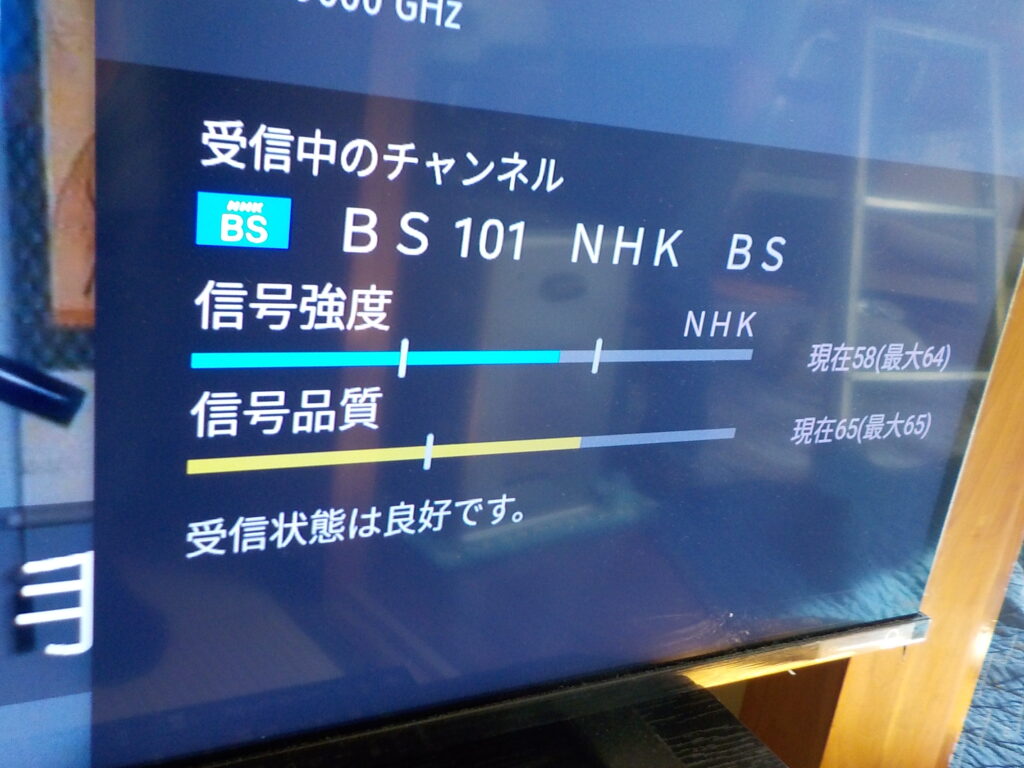 GHz
受信中のチャンネル
NHK BS BS 101 NHK BS
信号強度 NHK
現在58(最大64)
信号品質
現在65(最大65)
受信状態は良好です。